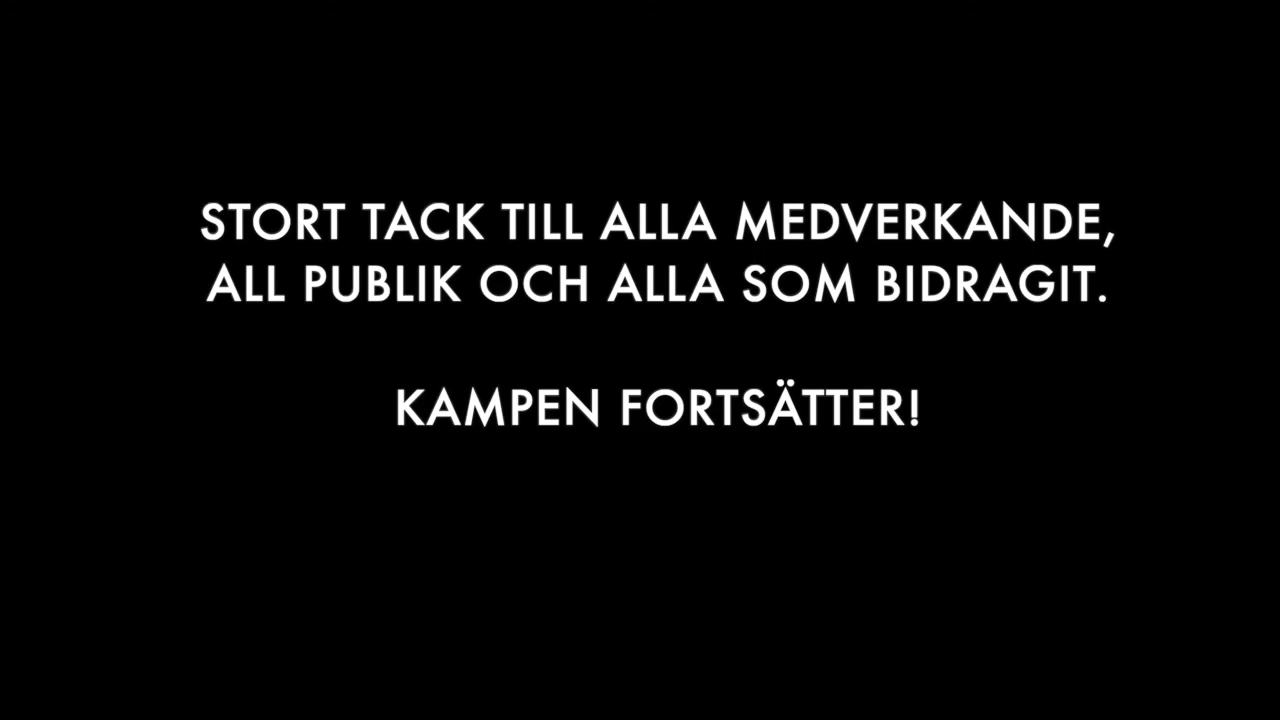 STORT TACK TILL ALLA MEDVERKANDE,
ALL PUBLIK OCH ALLA SOM BIDRAGIT.
KAMPEN FORTSÄTTER!